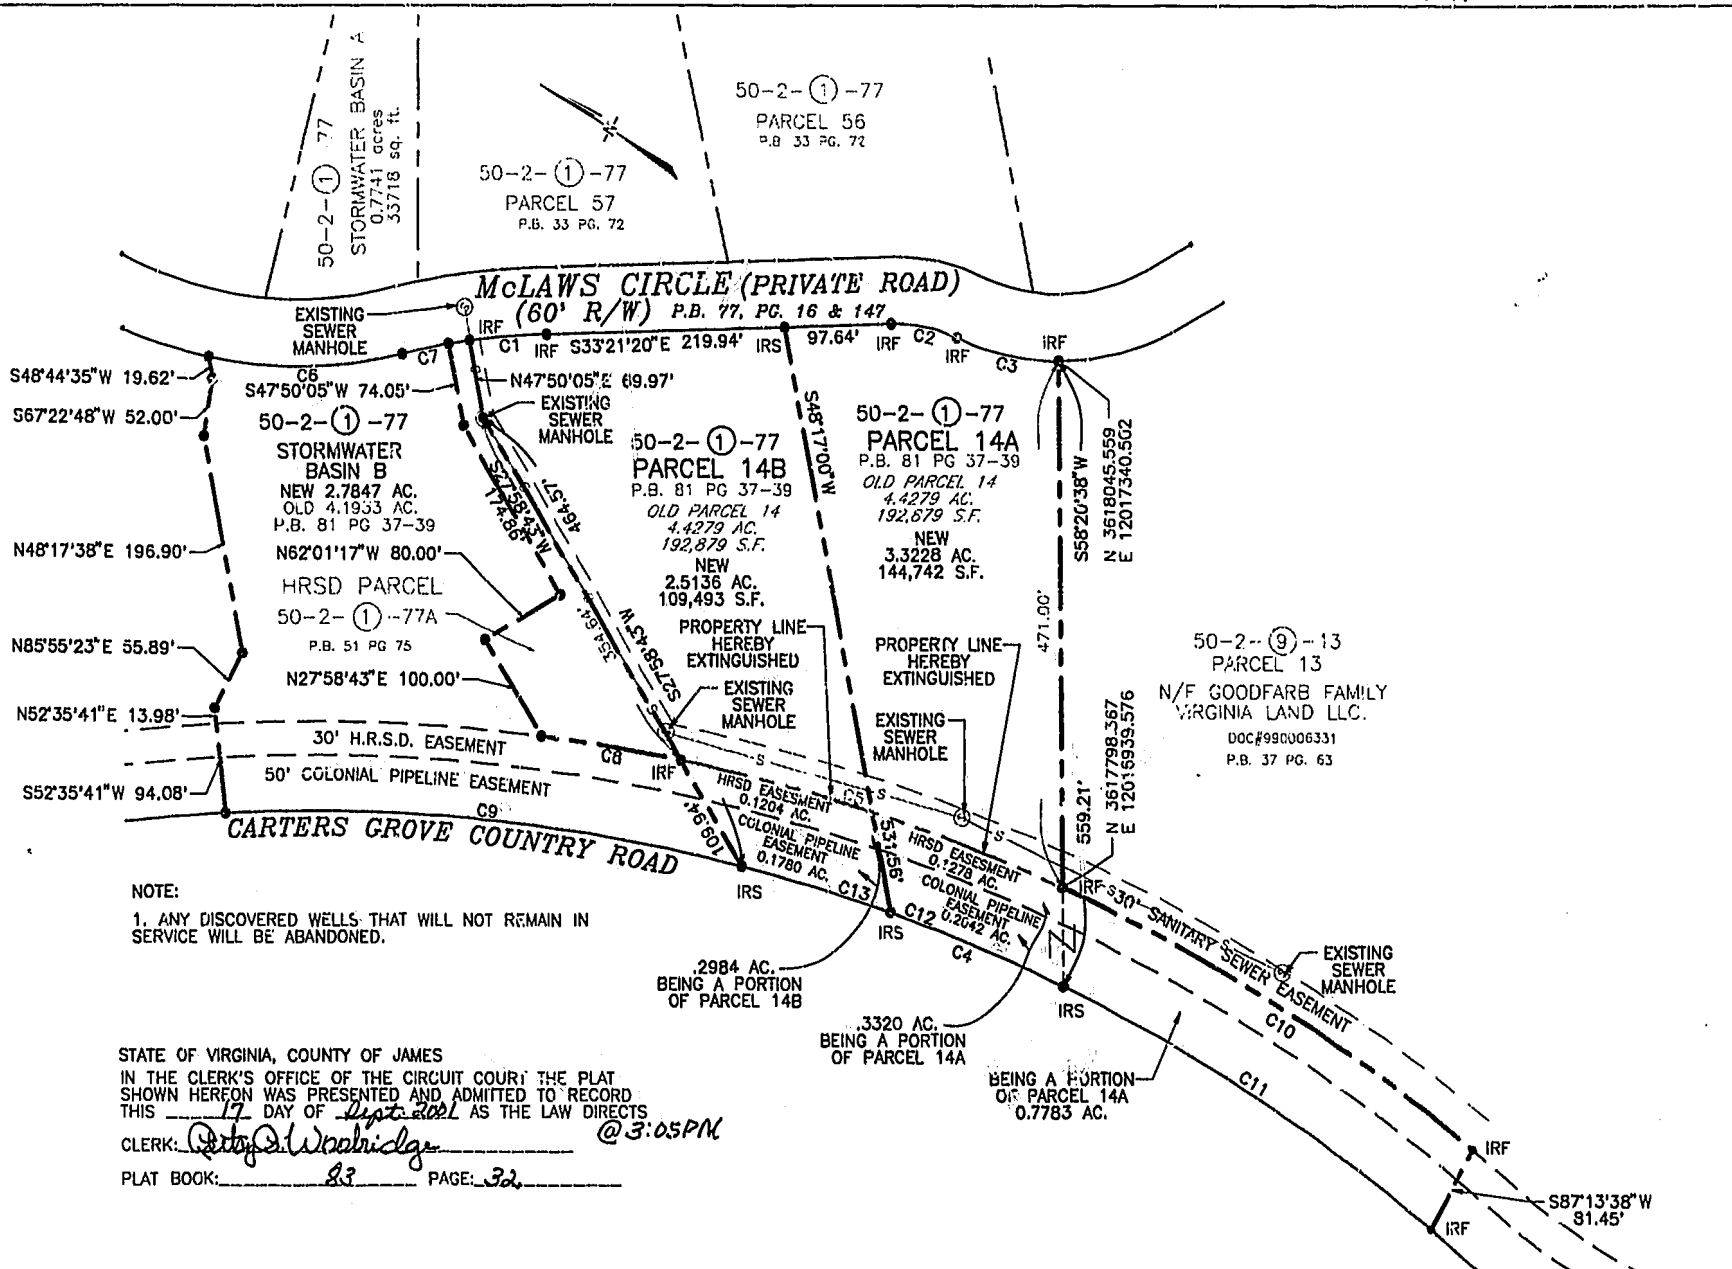 50-2-(1)-77
STORMWATER BASIN A
0.7741 acres
33718 sq. ft.
50-2-(1)-77
PARCEL 57
P.B. 33 PG. 72
50-2-(1)-77
PARCEL 56
P.B 33 PG. 72
McLAWS CIRCLE (PRIVATE ROAD)
(60' R/W) P.B. 77, PG. 16 & 147
EXISTING
SEWER
MANHOLE
IRF
C7
C1
IRF
S33°21'20"E 219.94'
IRS
97.64'
IRF
C2
IRF
C3
IRF
C6
S48°44'35"W 19.62'
S67°22'48"W 52.00'
S47°50'05"W 74.05'
N47°50'05"E 69.97'
EXISTING
SEWER
MANHOLE
50-2-(1)-77
STORMWATER
BASIN B
NEW 2.7847 AC.
OLD 4.1933 AC.
P.B. 81 PG 37-39
N48°17'38"E 196.90'
N62°01'17"W 80.00'
HRSD PARCEL
50-2-(1)-77A
P.B. 51 PG 75
N85°55'23"E 55.89'
N27°58'43"E 100.00'
N52°35'41"E 13.98'
S52°35'41"W 94.08'
S27°58'43"W
174.86'
464.57'
354.64'
S27°58'43"W
50-2-(1)-77
PARCEL 14B
P.B. 81 PG 37-39
OLD PARCEL 14
4.4279 AC.
192,879 S.F.
NEW
2.5136 AC.
109,493 S.F.
S48°17'00"W
50-2-(1)-77
PARCEL 14A
P.B. 81 PG 37-39
OLD PARCEL 14
4.4279 AC.
192,879 S.F.
NEW
3.3228 AC.
144,742 S.F.
S58°20'38"W
N 3618045.559
E 12017340.502
471.00'
559.21'
N 3617798.367
E 12016939.576
50-2-(9)-13
PARCEL 13
N/F GOODFARB FAMILY
VIRGINIA LAND LLC.
DOC#990006331
P.B. 37 PG. 63
PROPERTY LINE
HEREBY
EXTINGUISHED
PROPERTY LINE
HEREBY
EXTINGUISHED
EXISTING
SEWER
MANHOLE
EXISTING
SEWER
MANHOLE
30' H.R.S.D. EASEMENT
50' COLONIAL PIPELINE EASEMENT
C8
IRF
C9
CARTERS GROVE COUNTRY ROAD
109.94'
HRSD EASESMENT
0.1204 AC.
C5
COLONIAL PIPELINE
EASEMENT
0.1780 AC.
531.56'
HRSD EASESMENT
0.1278 AC.
COLONIAL PIPELINE
EASEMENT
0.2042 AC.
IRS
C13
IRS
C12
C4
IRF
IRS
30' SANITARY SEWER EASEMENT
EXISTING
SEWER
MANHOLE
C10
C11
IRF
S87°13'38"W
81.45'
IRF
.2984 AC.
BEING A PORTION
OF PARCEL 14B
.3320 AC.
BEING A PORTION
OF PARCEL 14A
BEING A PORTION
OF PARCEL 14A
0.7783 AC.
NOTE:
1. ANY DISCOVERED WELLS THAT WILL NOT REMAIN IN
SERVICE WILL BE ABANDONED.
STATE OF VIRGINIA, COUNTY OF JAMES
IN THE CLERK'S OFFICE OF THE CIRCUIT COURT THE PLAT
SHOWN HEREON WAS PRESENTED AND ADMITTED TO RECORD
THIS 17 DAY OF Sept. 2001 AS THE LAW DIRECTS
@ 3:05PM
CLERK: Betsy B. Woolridge
PLAT BOOK: 83 PAGE: 32